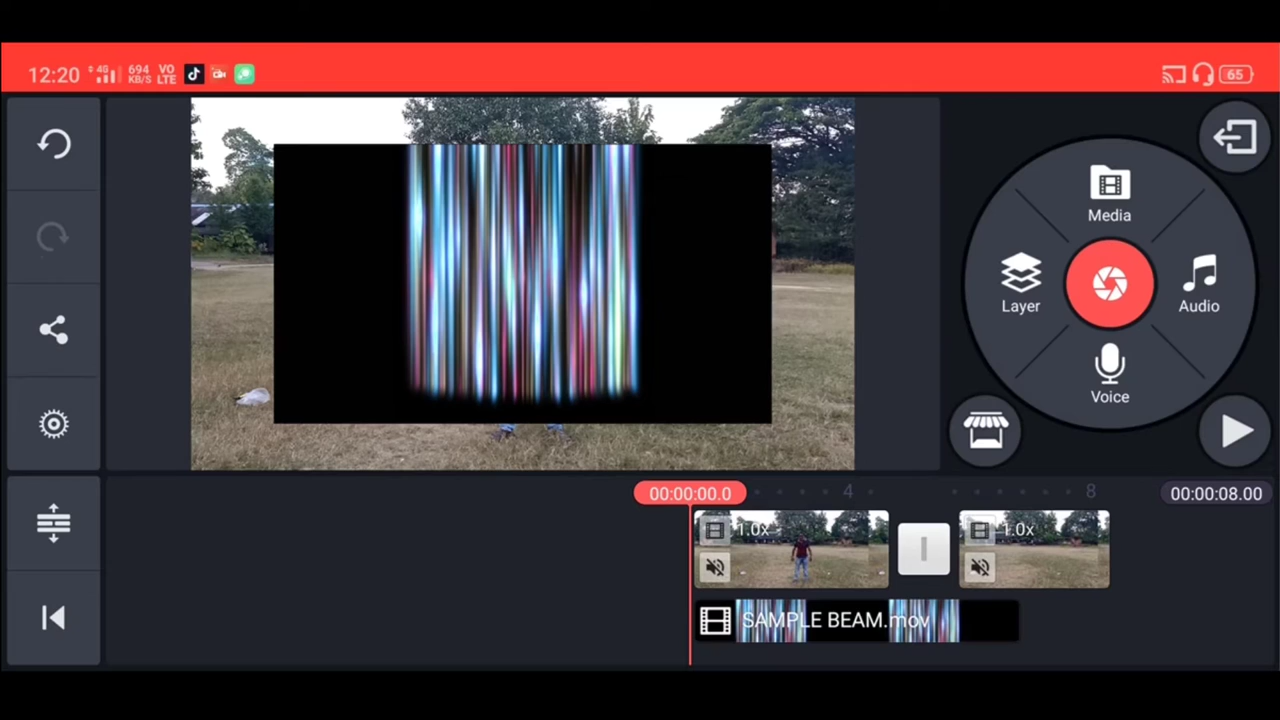 12:20 4G 694 KB/S VO LTE 65
Media
Layer
Audio
Voice
00:00:00.0 4 8 00:00:08.00
1.0x 1.0x
SAMPLE BEAM.mov